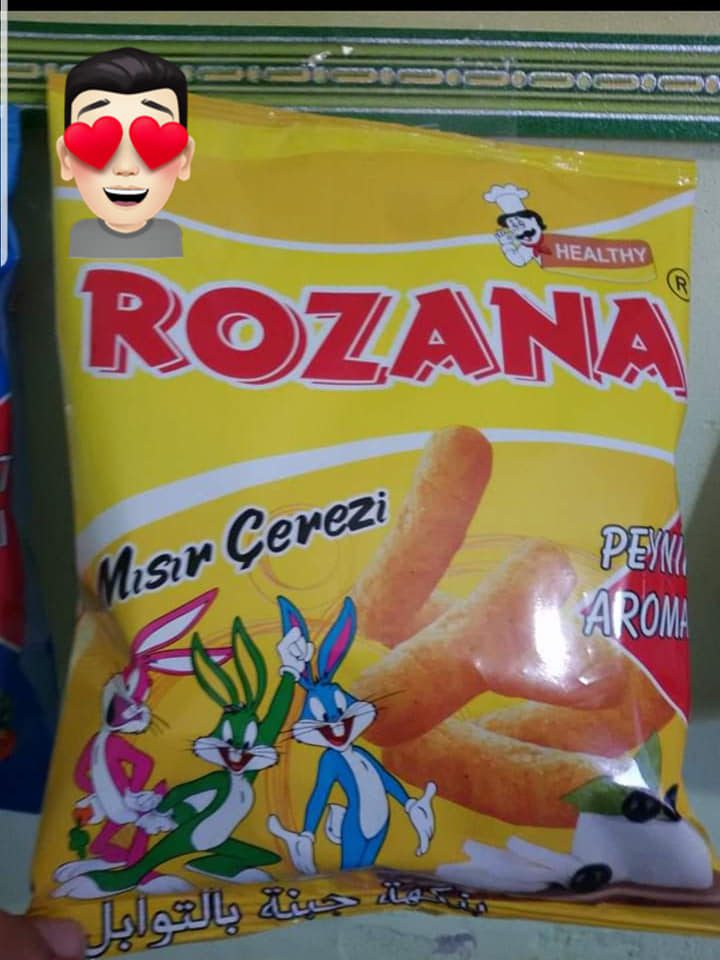 HEALTHY
ROZANA
®
Mısır Çerezi
PEYNİ
AROMA
بنكهة جبنة بالتوابل